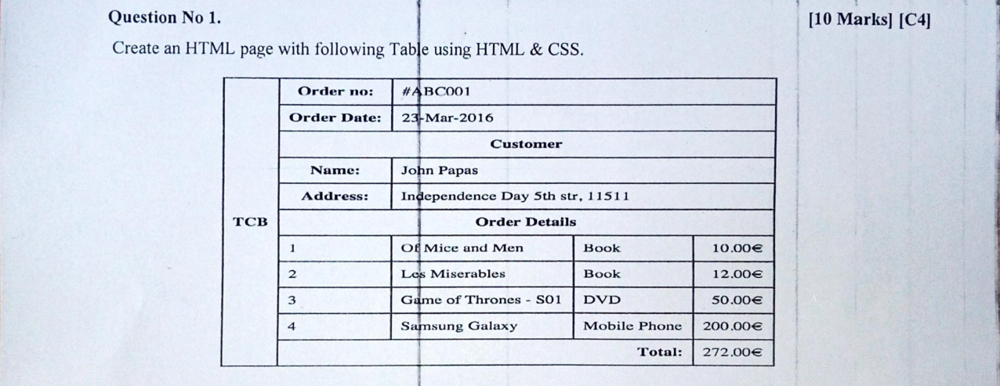 Question No 1. [10 Marks] [C4]
Create an HTML page with following Table using HTML & CSS.
Order no: #ABC001
Order Date: 23-Mar-2016
Customer
Name: John Papas
Address: Independence Day 5th str, 11511
TCB Order Details
1 Of Mice and Men Book 10.00€
2 Les Miserables Book 12.00€
3 Game of Thrones - S01 DVD 50.00€
4 Samsung Galaxy Mobile Phone 200.00€
Total: 272.00€